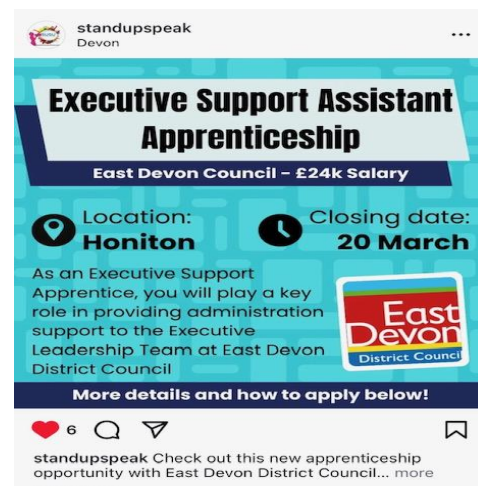 standupspeak
Devon
Executive Support Assistant
Apprenticeship
East Devon Council - £24k Salary
Location:
Honiton
Closing date:
20 March
As an Executive Support
Apprentice, you will play a key
role in providing administration
support to the Executive
Leadership Team at East Devon
District Council
East
Devon
District Counci
More details and how to apply below!
6
standupspeak Check out this new apprenticeship
opportunity with East Devon District Council... more